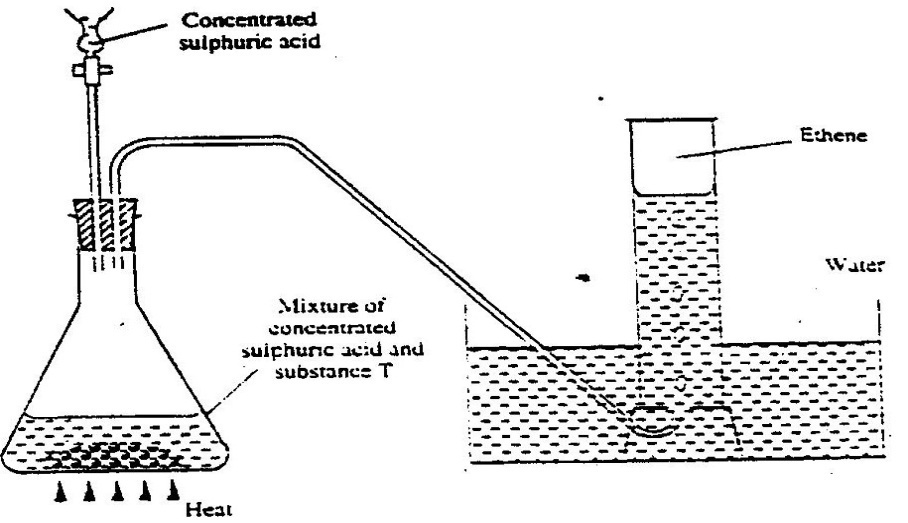 Concentrated
sulphuric acid
Ethene
Water
Mixture of
concentrated
sulphuric acid and
substance T
Heat